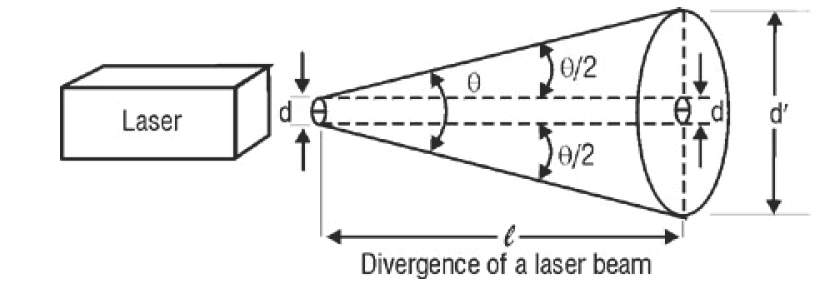 Laser
d
θ
θ/2
θ/2
d
d′
ℓ
Divergence of a laser beam